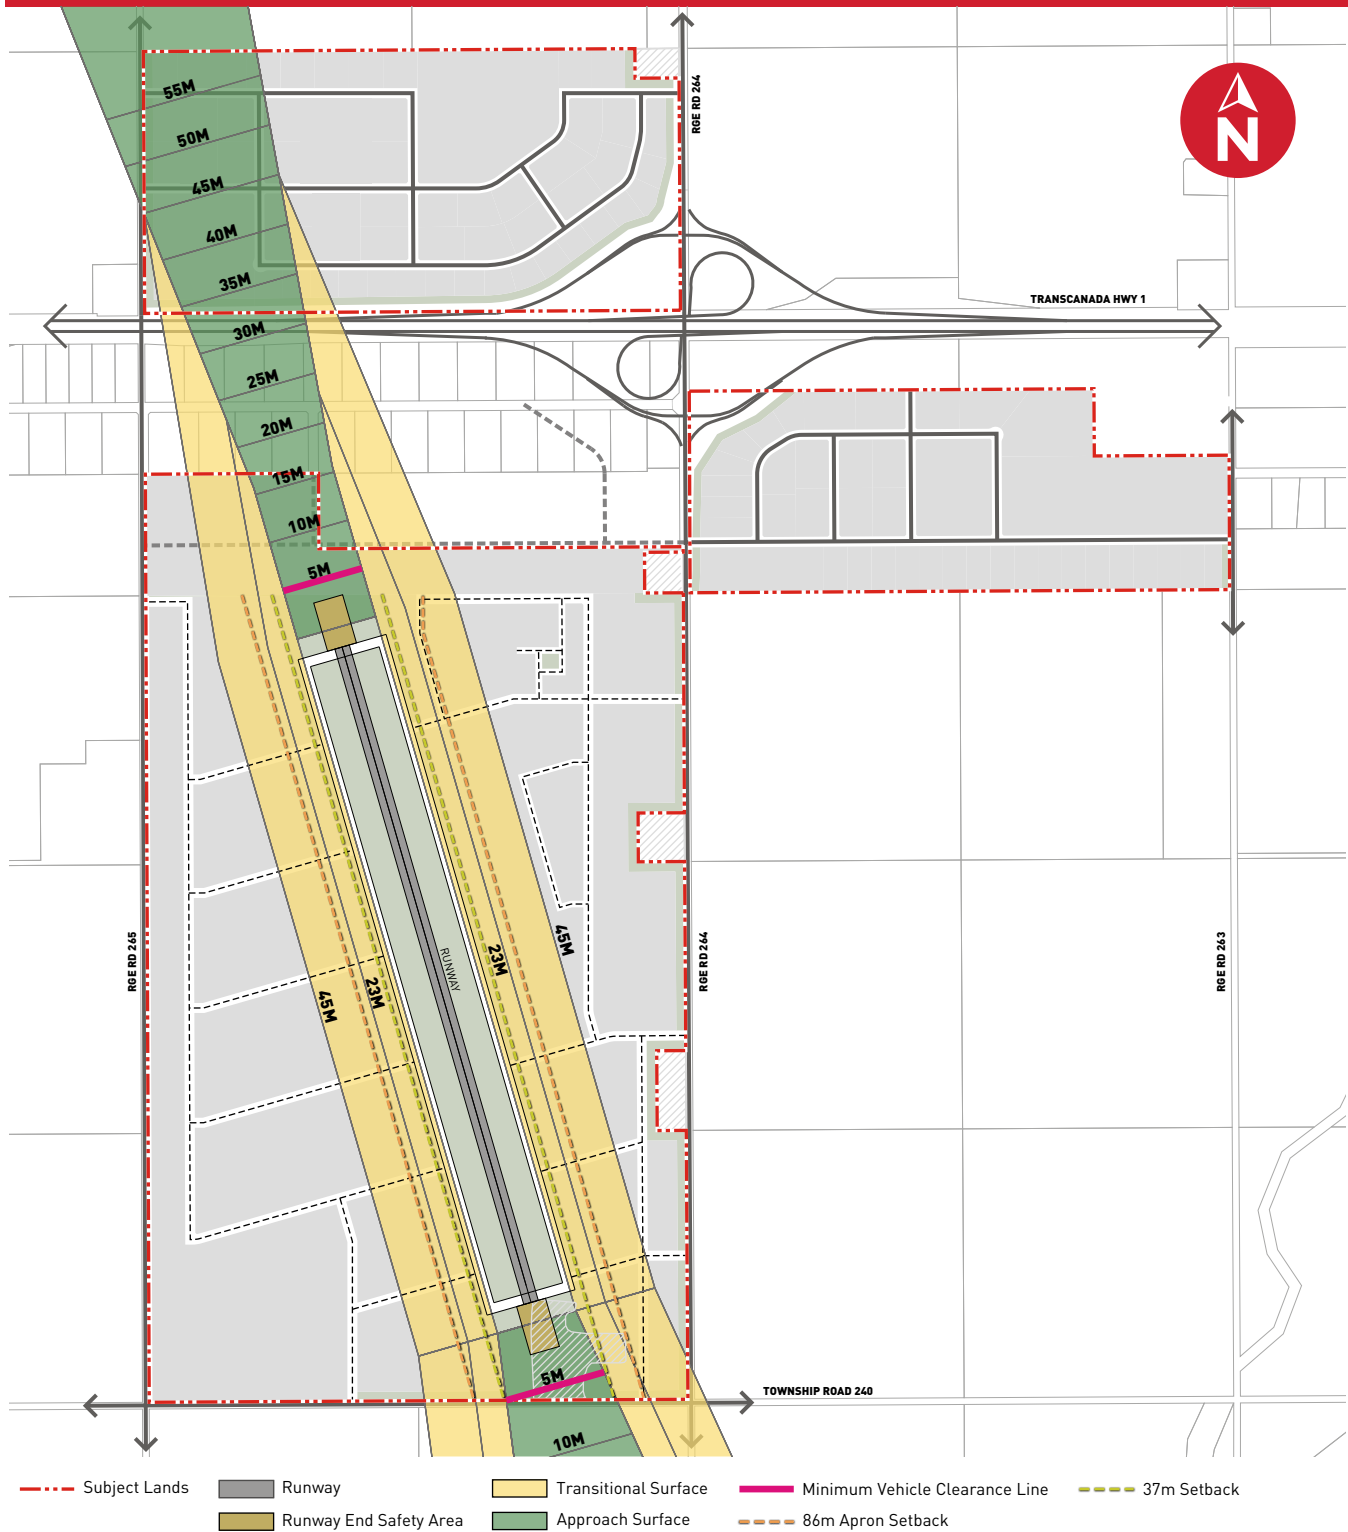 55M
50M
45M
40M
35M
30M
25M
20M
15M
10M
5M
RGE RD 264
N
TRANSCANADA HWY 1
RGE RD 265
45M
23M
RUNWAY
23M
45M
RGE RD 264
RGE RD 263
5M
10M
TOWNSHIP ROAD 240
Subject Lands
Runway
Transitional Surface
Minimum Vehicle Clearance Line
37m Setback
Runway End Safety Area
Approach Surface
86m Apron Setback